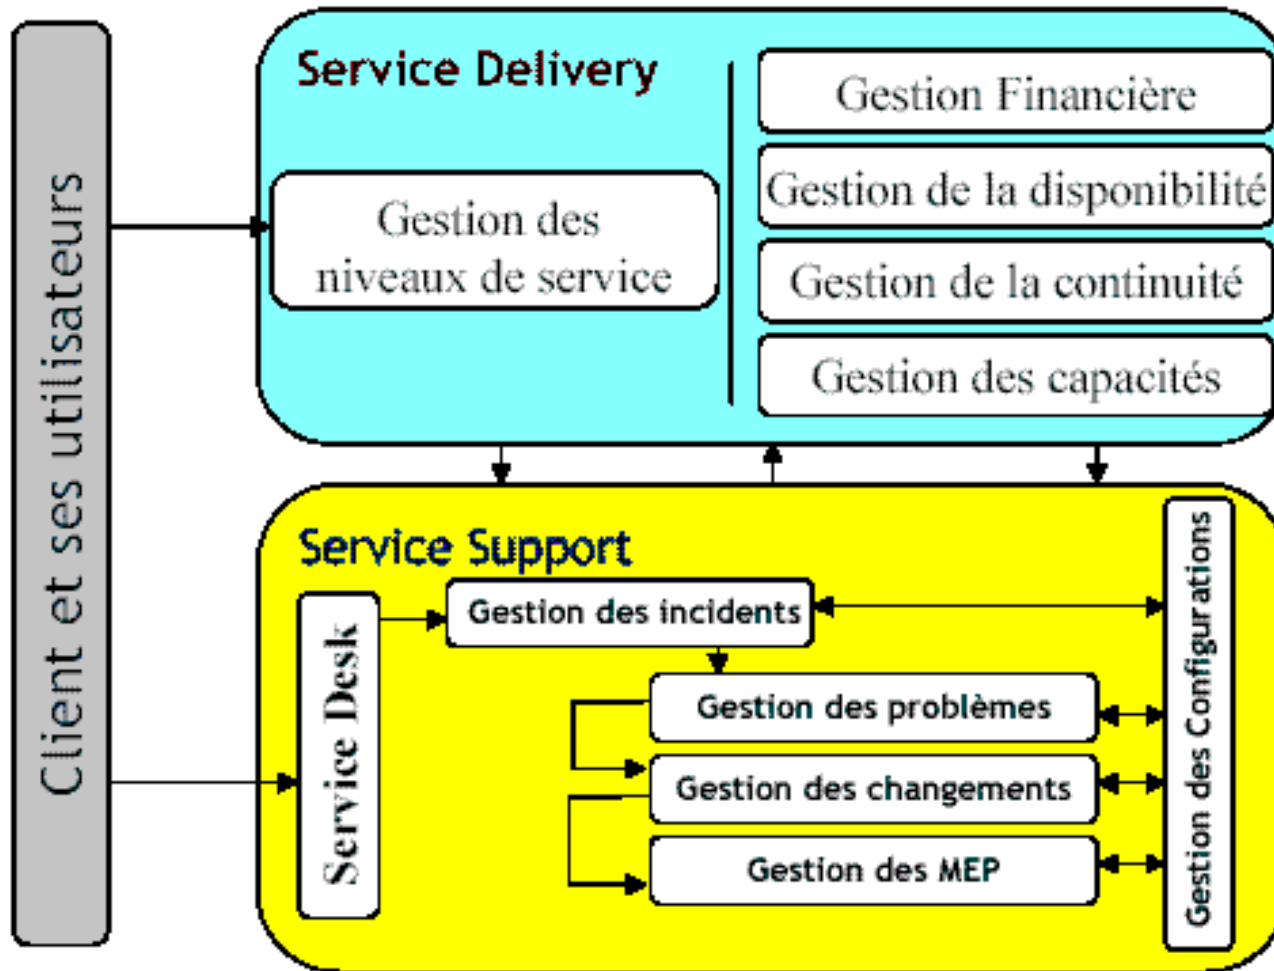 Client et ses utilisateurs
Service Delivery
Gestion des
niveaux de service
Gestion Financière
Gestion de la disponibilité
Gestion de la continuité
Gestion des capacités
Service Support
Service Desk
Gestion des incidents
Gestion des problèmes
Gestion des changements
Gestion des MEP
Gestion des Configurations